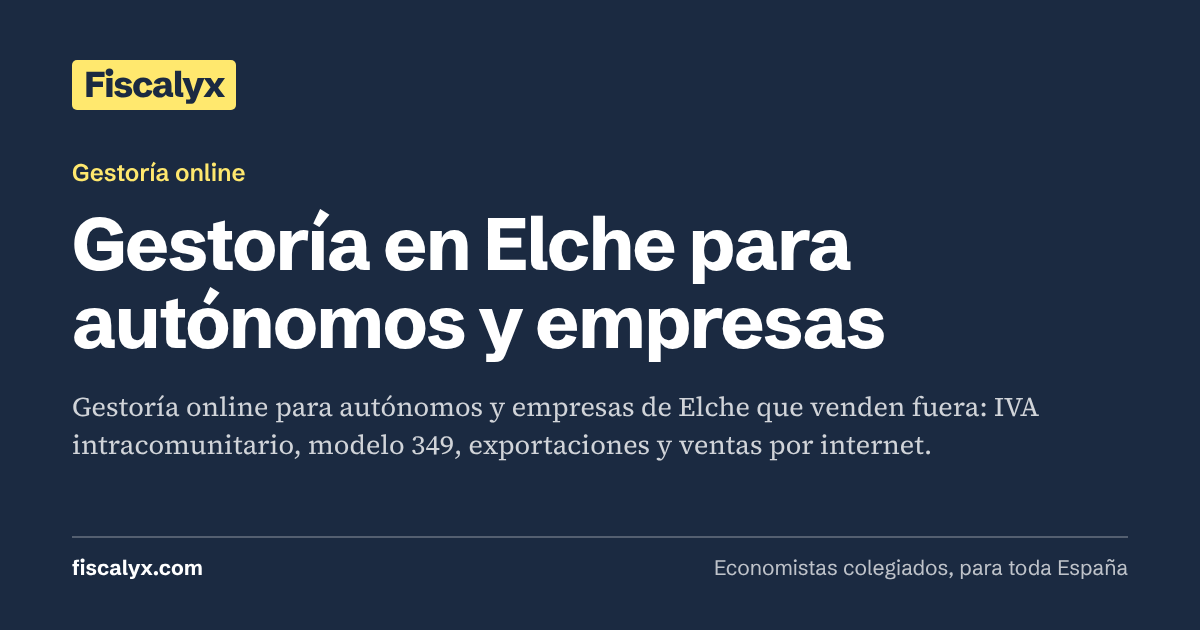 Fiscalyx
Gestoría online
Gestoría en Elche para
autónomos y empresas
Gestoría online para autónomos y empresas de Elche que venden fuera: IVA
intracomunitario, modelo 349, exportaciones y ventas por internet.
fiscalyx.com
Economistas colegiados, para toda España